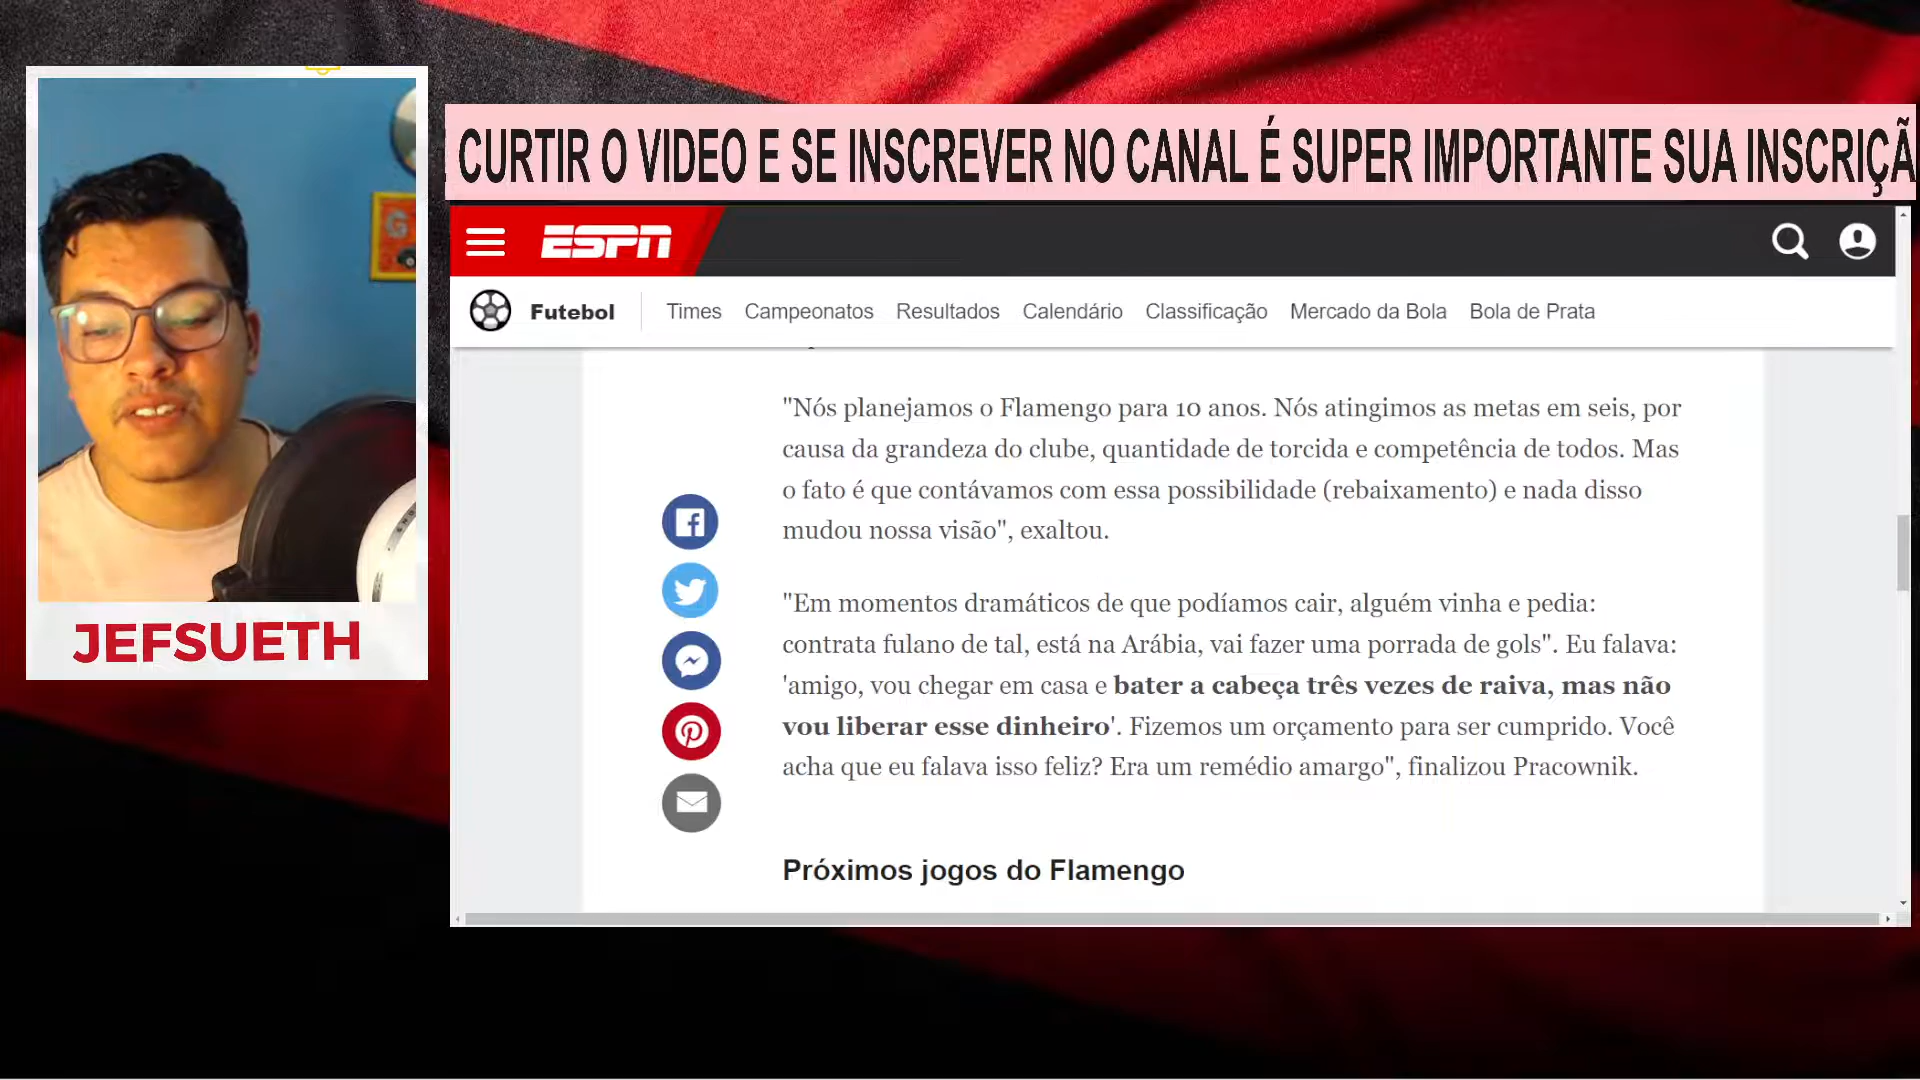 CURTIR O VIDEO E SE INSCREVER NO CANAL É SUPER IMPORTANTE SUA INSCRIÇÃ
JEFSUETH
ESPN
Futebol Times Campeonatos Resultados Calendário Classificação Mercado da Bola Bola de Prata
"Nós planejamos o Flamengo para 10 anos. Nós atingimos as metas em seis, por
causa da grandeza do clube, quantidade de torcida e competência de todos. Mas
o fato é que contávamos com essa possibilidade (rebaixamento) e nada disso
mudou nossa visão", exaltou.
"Em momentos dramáticos de que podíamos cair, alguém vinha e pedia:
contrata fulano de tal, está na Arábia, vai fazer uma porrada de gols". Eu falava:
'amigo, vou chegar em casa e bater a cabeça três vezes de raiva, mas não
vou liberar esse dinheiro'. Fizemos um orçamento para ser cumprido. Você
acha que eu falava isso feliz? Era um remédio amargo", finalizou Pracownik.
Próximos jogos do Flamengo